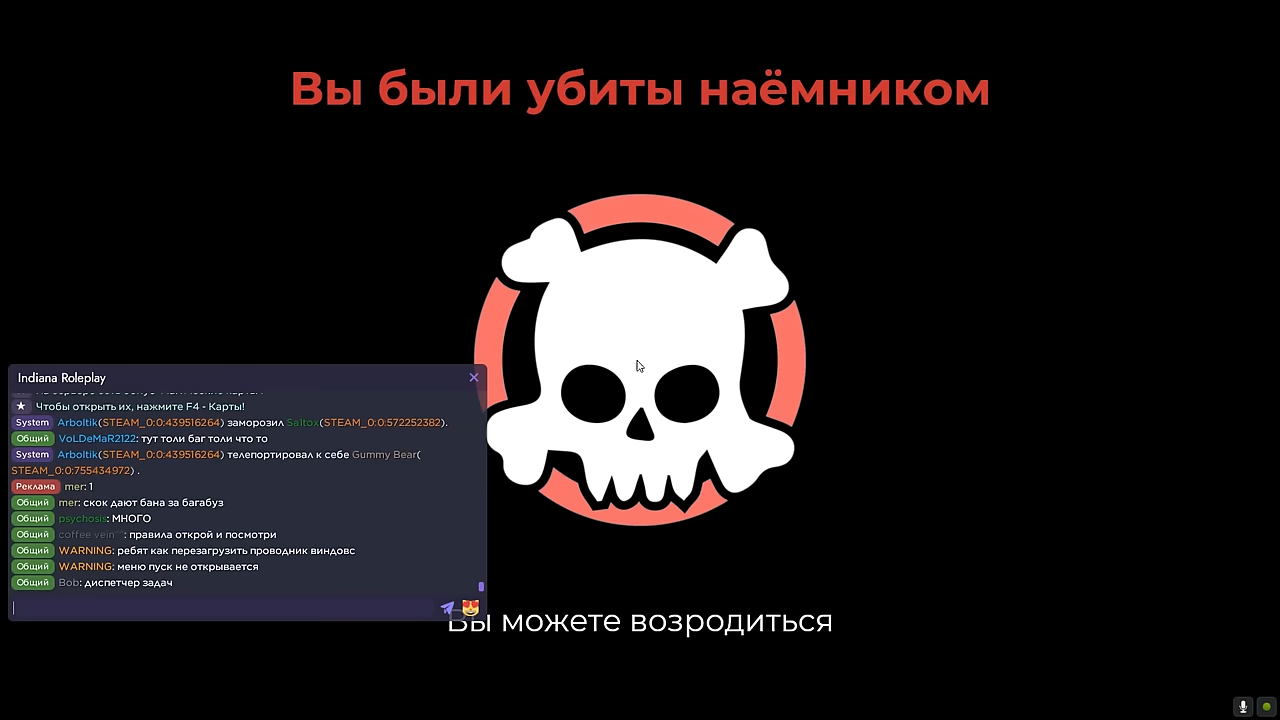 Вы были убиты наёмником
Indiana Roleplay
Чтобы открыть их, нажмите F4 - Карты!
System Arboltik(STEAM_0:0:439516264) заморозил Sa1tox(STEAM_0:0:572252382).
Общий VoLDeMaR2122: тут толи баг толи что то
System Arboltik(STEAM_0:0:439516264) телепортировал к себе Gummy Bear(
STEAM_0:0:755434972) .
Реклама mer: 1
Общий mer: скок дают бана за багабуз
Общий psychosis: МНОГО
Общий coffee vein : правила открой и посмотри
Общий WARNING: ребят как перезагрузить проводник виндовс
Общий WARNING: меню пуск не открывается
Общий Bob: диспетчер задач
Вы можете возродиться